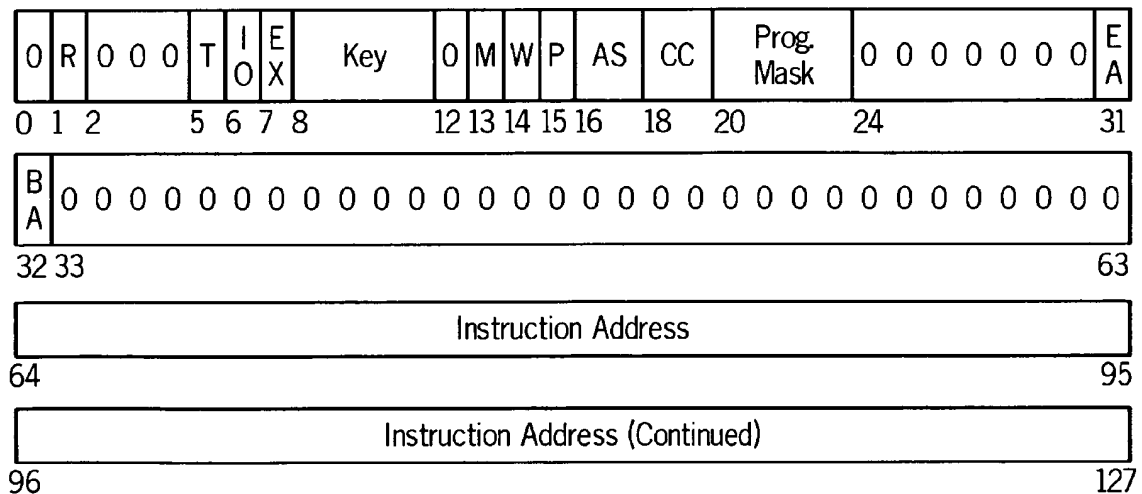 0 R 0 0 0 T IO EX Key 0 M W P AS CC Prog. Mask 0 0 0 0 0 0 0 EA
0 1 2 5 6 7 8 12 13 14 15 16 18 20 24 31
BA 0 0 0 0 0 0 0 0 0 0 0 0 0 0 0 0 0 0 0 0 0 0 0 0 0 0 0 0 0 0 0
32 33 63
Instruction Address
64 95
Instruction Address (Continued)
96 127